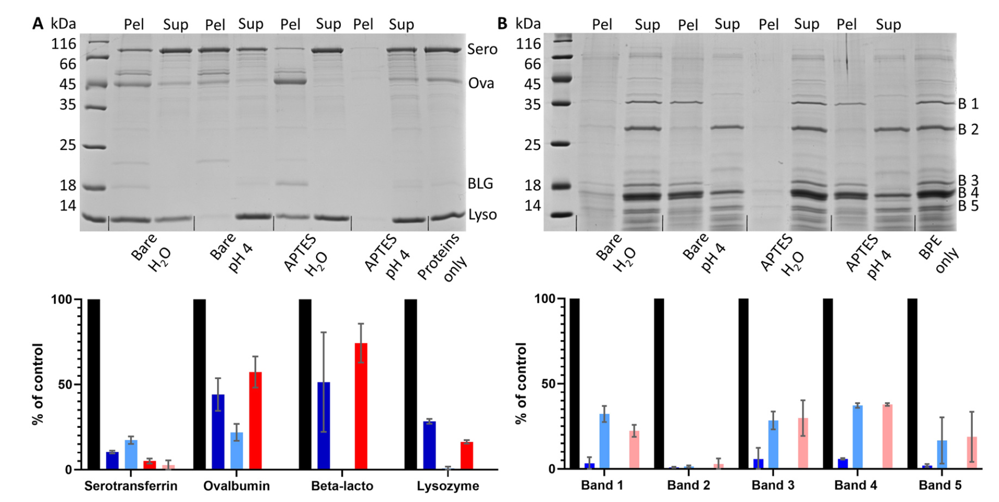 A kDa Pel Sup Pel Sup Pel Sup Pel Sup
116
66
45
35
25
18
14
Sero
Ova
BLG
Lyso
Bare H2O
Bare pH 4
APTES H2O
APTES pH 4
Proteins only
B kDa Pel Sup Pel Sup Pel Sup Pel Sup
116
66
45
35
25
18
14
B 1
B 2
B 3
B 4
B 5
Bare H2O
Bare pH 4
APTES H2O
APTES pH 4
BPE only
% of control
100
50
0
Serotransferrin Ovalbumin Beta-lacto Lysozyme
% of control
100
50
0
Band 1 Band 2 Band 3 Band 4 Band 5